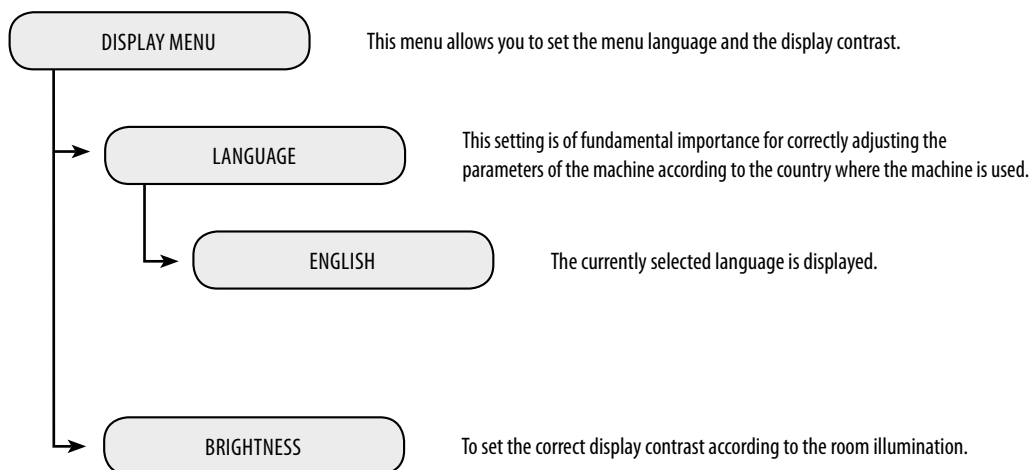 DISPLAY MENU
This menu allows you to set the menu language and the display contrast.
LANGUAGE
This setting is of fundamental importance for correctly adjusting the
parameters of the machine according to the country where the machine is used.
ENGLISH
The currently selected language is displayed.
BRIGHTNESS
To set the correct display contrast according to the room illumination.